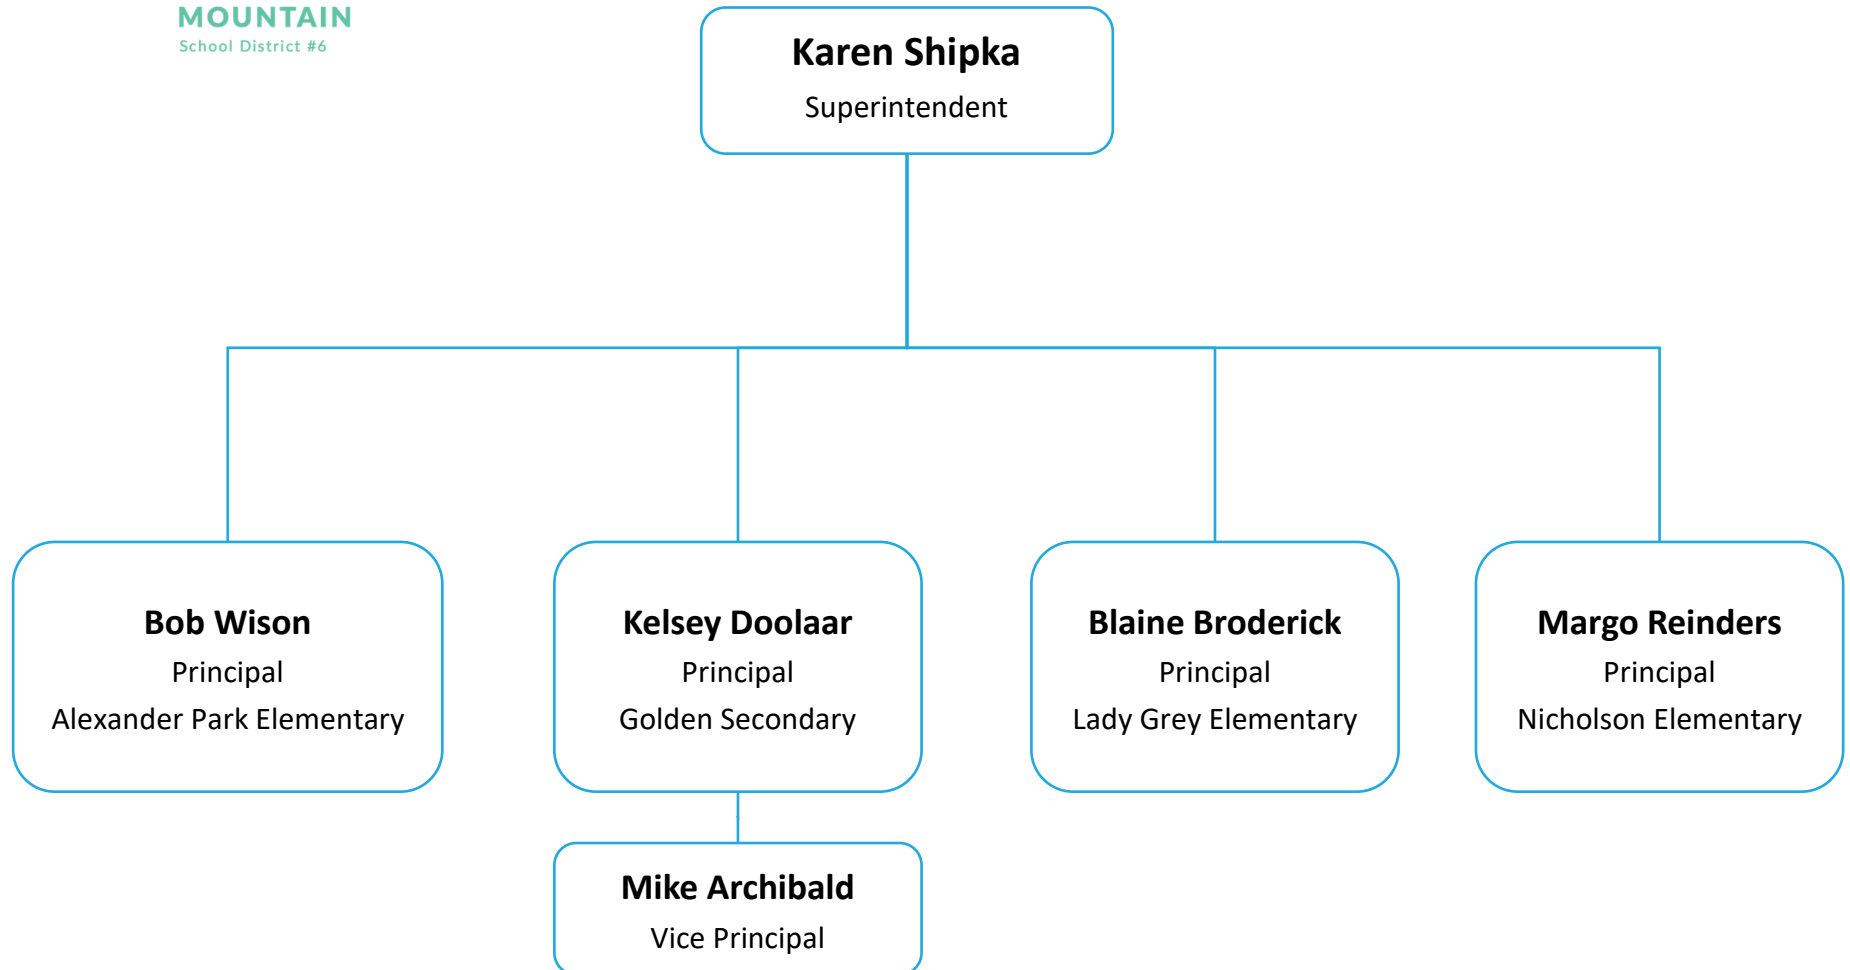 MOUNTAIN
School District #6
Karen Shipka
Superintendent
Bob Wison
Principal
Alexander Park Elementary
Kelsey Doolaar
Principal
Golden Secondary
Blaine Broderick
Principal
Lady Grey Elementary
Margo Reinders
Principal
Nicholson Elementary
Mike Archibald
Vice Principal